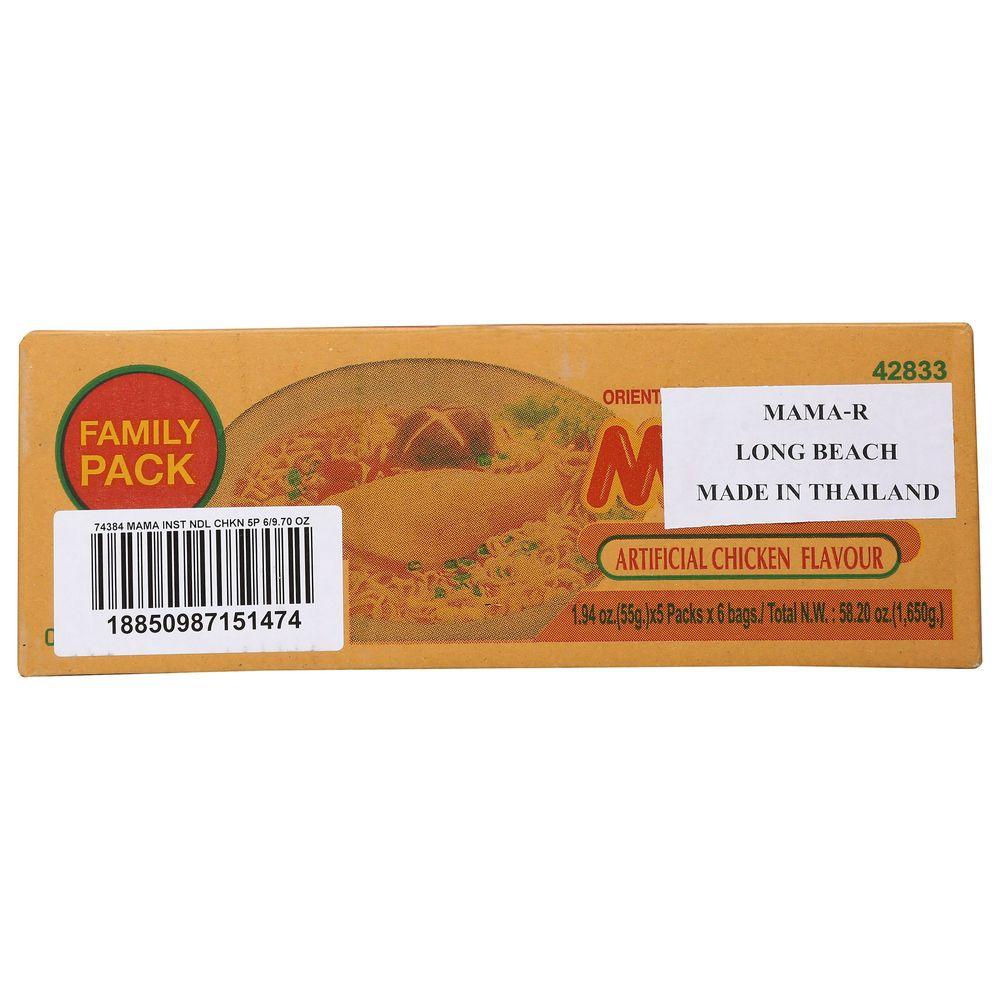 42833
FAMILY
PACK
MAMA-R
LONG BEACH
MADE IN THAILAND
ARTIFICIAL CHICKEN FLAVOUR
1.94 oz.(55g.)x5 Packs x 6 bags./ Total N.W. : 58.20 oz.(1,650g.)
74384 MAMA INST NDL CHKN 5P 6/9.70 OZ
18850987151474